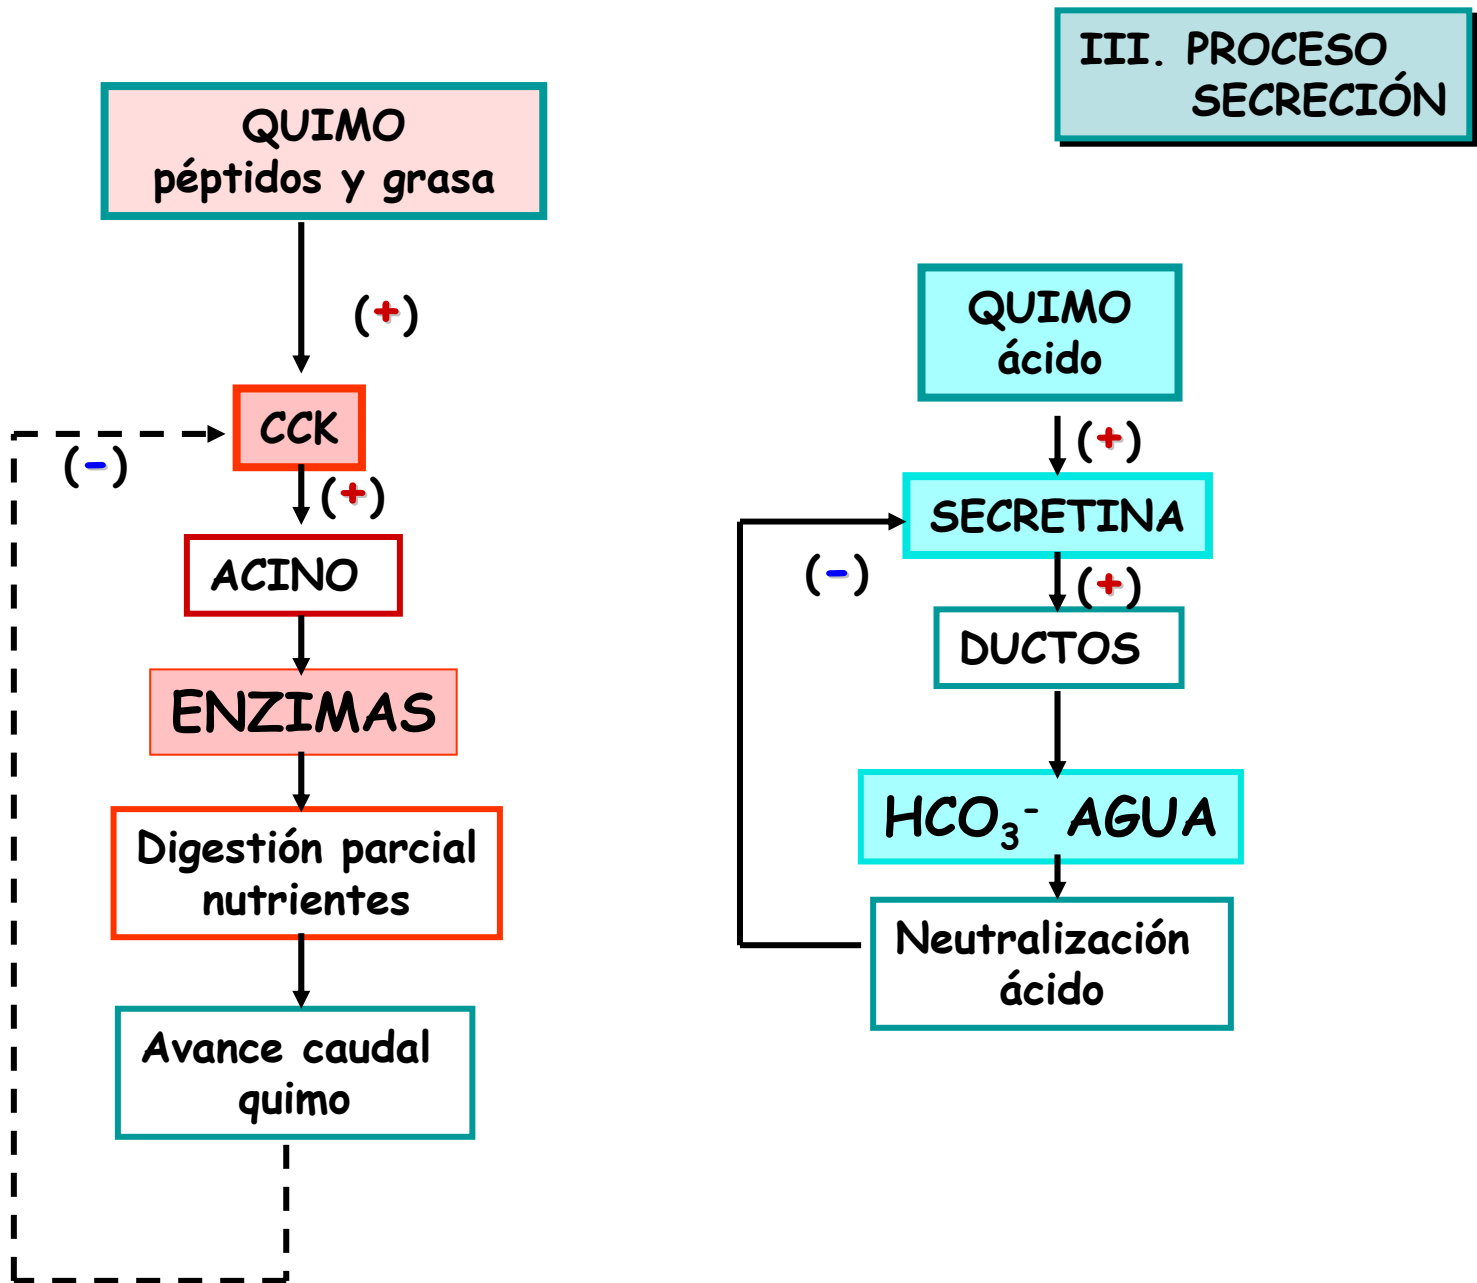 III. PROCESO
SECRECIÓN
QUIMO
péptidos y grasa
(+)
CCK
(-)
(+)
ACINO
ENZIMAS
Digestión parcial
nutrientes
Avance caudal
quimo
QUIMO
ácido
(+)
SECRETINA
(-)
(+)
DUCTOS
HCO₃⁻ AGUA
Neutralización
ácido